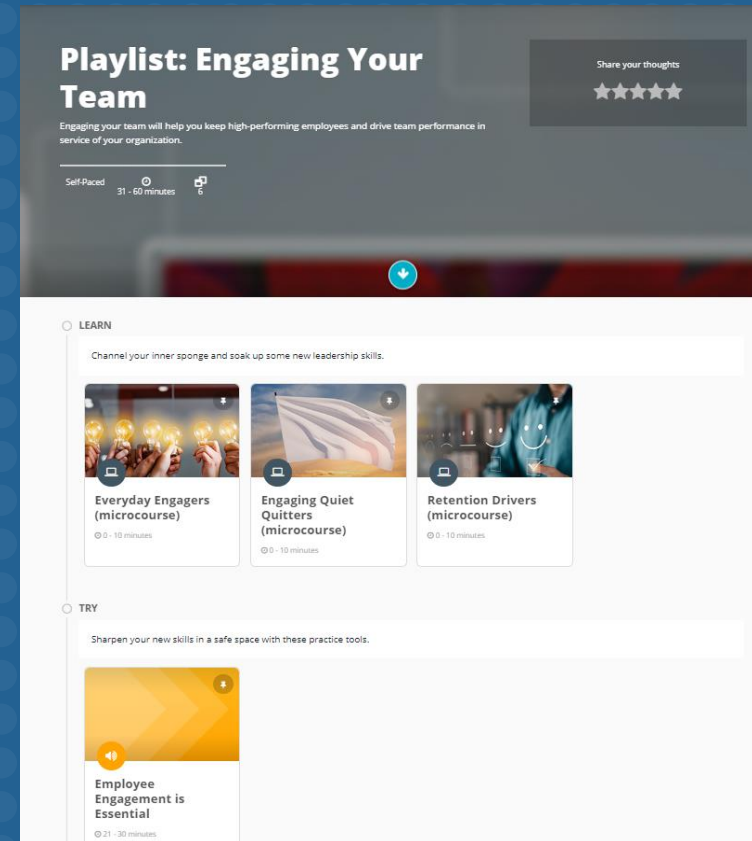 Playlist: Engaging Your
Team
Share your thoughts
Engaging your team will help you keep high-performing employees and drive team performance in
service of your organization.
Self-Paced
31 - 60 minutes
6
LEARN
Channel your inner sponge and soak up some new leadership skills.
Everyday Engagers
(microcourse)
0 - 10 minutes
Engaging Quiet
Quitters
(microcourse)
0 - 10 minutes
Retention Drivers
(microcourse)
0 - 10 minutes
TRY
Sharpen your new skills in a safe space with these practice tools.
Employee
Engagement is
Essential
21 - 30 minutes